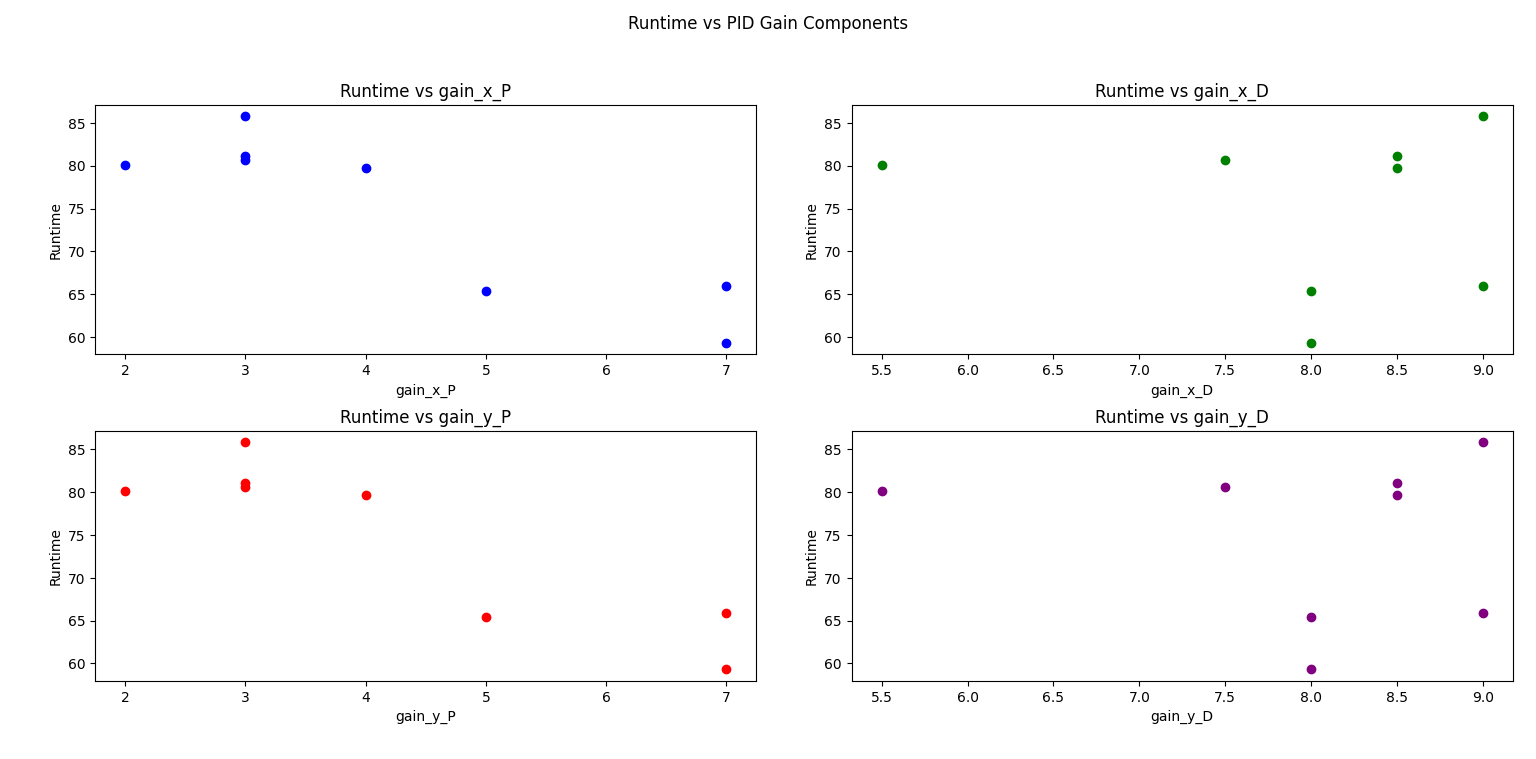 Runtime vs PID Gain Components
Runtime vs gain_x_P
85
80
75
70
65
60
Runtime
2 3 4 5 6 7
gain_x_P
Runtime vs gain_x_D
85
80
75
70
65
60
Runtime
5.5 6.0 6.5 7.0 7.5 8.0 8.5 9.0
gain_x_D
Runtime vs gain_y_P
85
80
75
70
65
60
Runtime
2 3 4 5 6 7
gain_y_P
Runtime vs gain_y_D
85
80
75
70
65
60
Runtime
5.5 6.0 6.5 7.0 7.5 8.0 8.5 9.0
gain_y_D